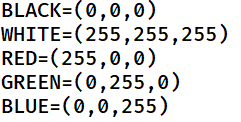 BLACK=(0,0,0)
WHITE=(255,255,255)
RED=(255,0,0)
GREEN=(0,255,0)
BLUE=(0,0,255)